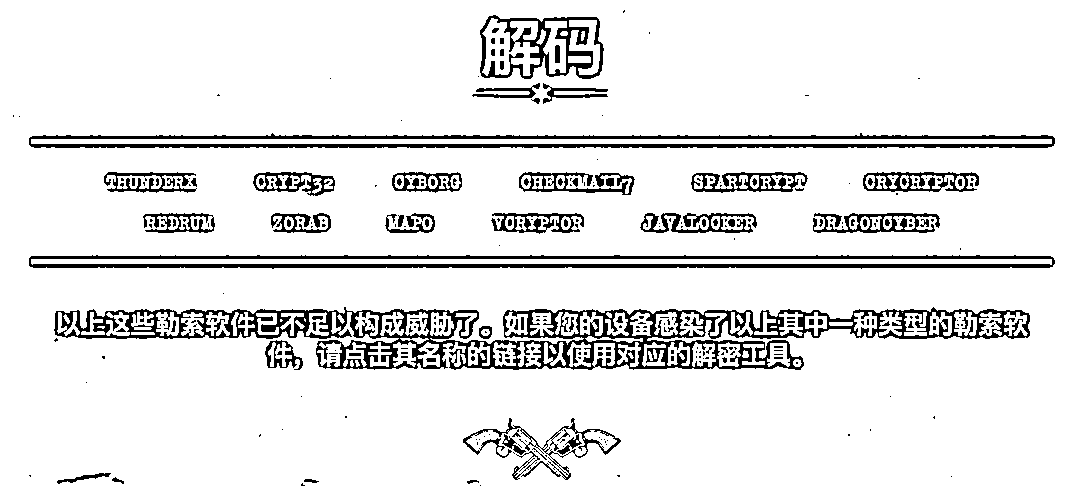 解码
THUNDERX CRYPT32 CYBORG CHECKMAIL7 SPARTCRYPT CRYCRYPTOR
REDRUM ZORAB MAPO VCRYPTOR JAVALOCKER DRAGONCYBER
以上这些勒索软件已不足以构成威胁了。如果您的设备感染了以上其中一种类型的勒索软
件，请点击其名称的链接以使用对应的解密工具。